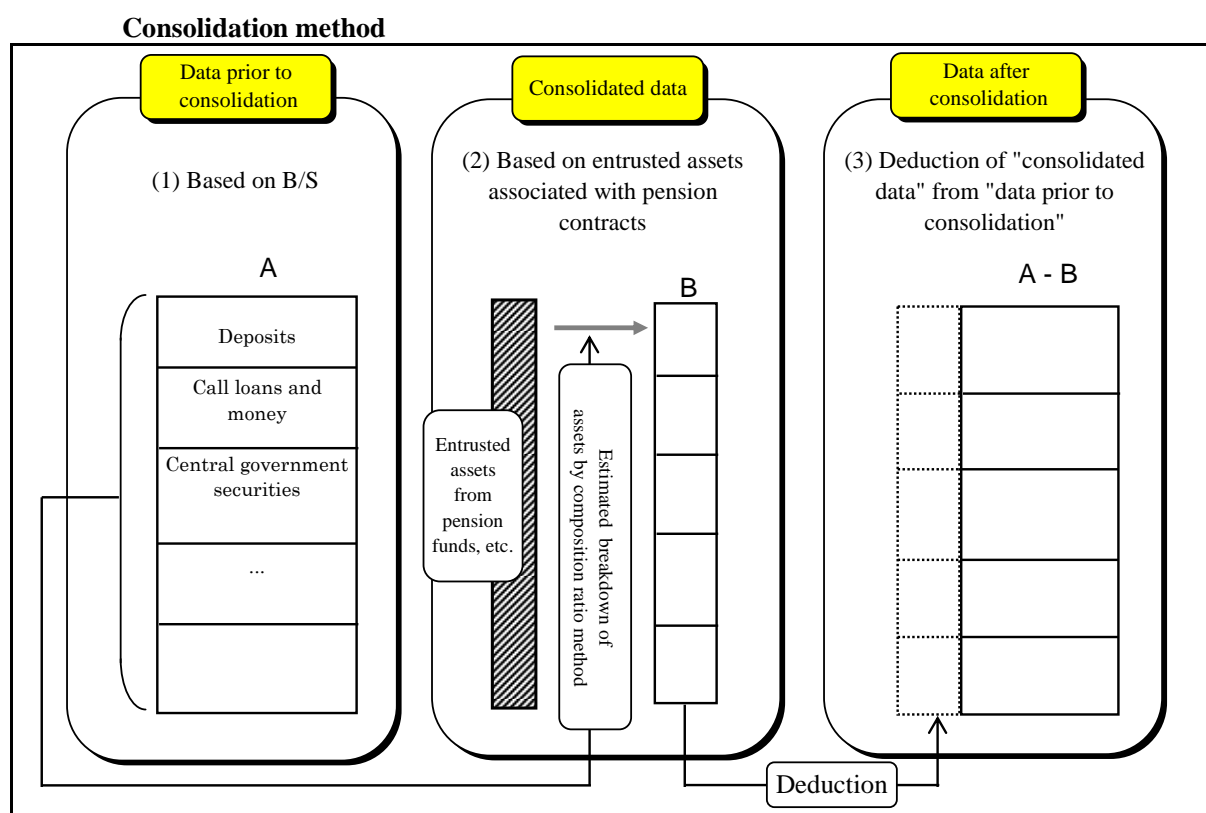 Consolidation method
Data prior to
consolidation
(1) Based on B/S
A
Deposits
Call loans and
money
Central government
securities
...
Consolidated data
(2) Based on entrusted assets
associated with pension
contracts
B
Entrusted
assets
from
pension
funds, etc.
Estimated breakdown of
assets by composition ratio method
Data after
consolidation
(3) Deduction of "consolidated
data" from "data prior to
consolidation"
A - B
Deduction